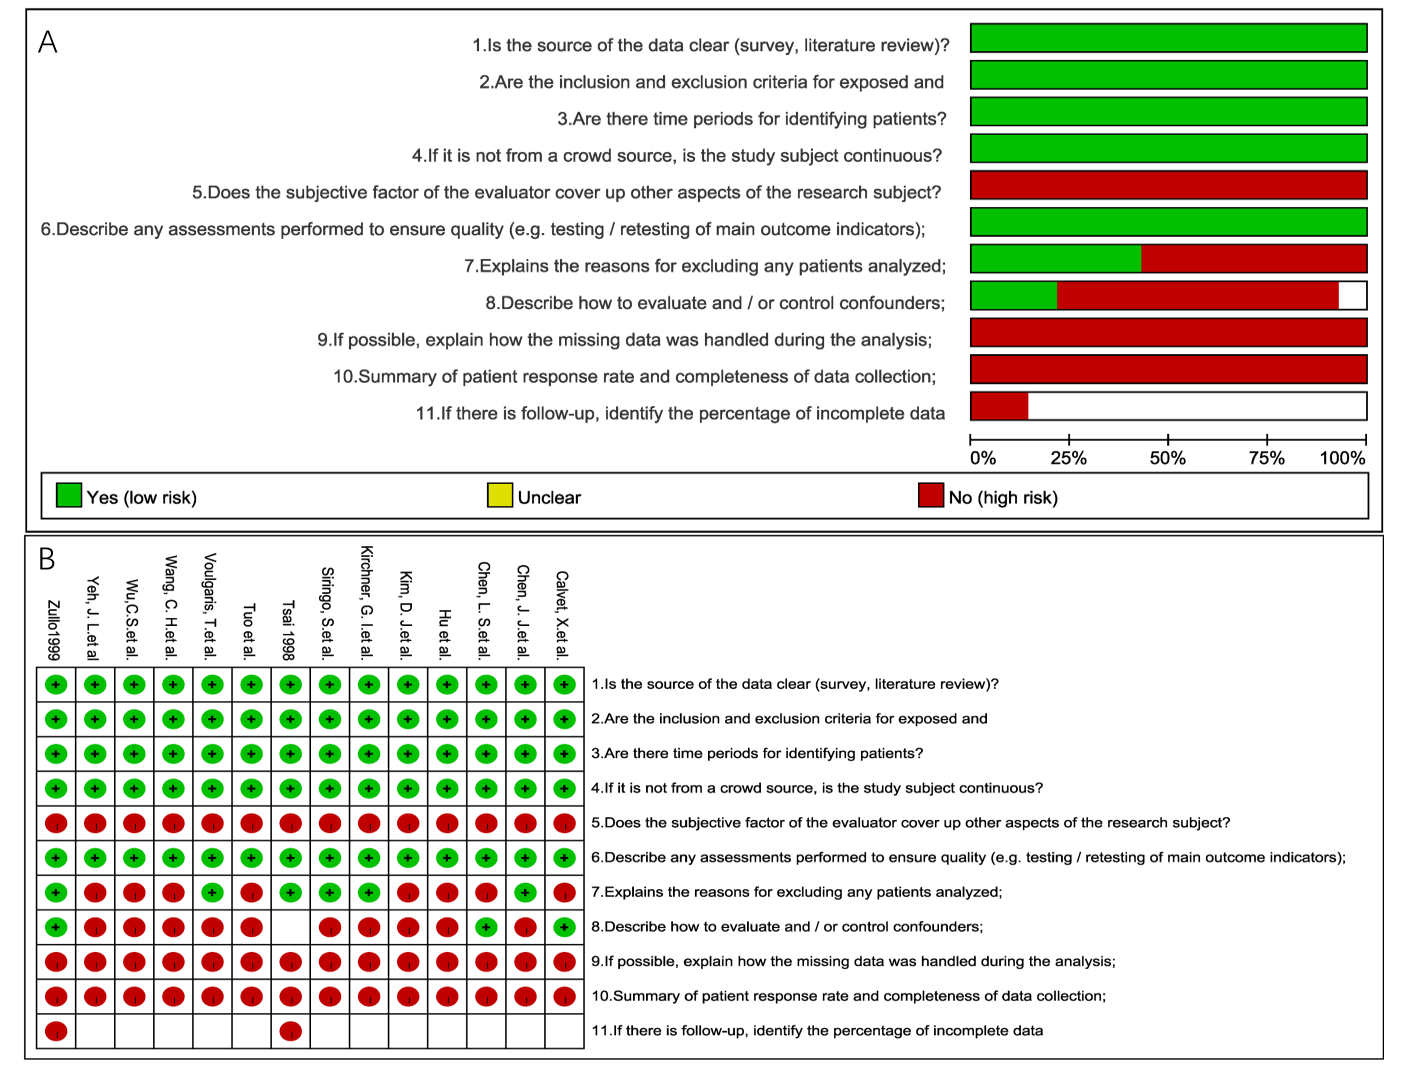 A
1.Is the source of the data clear (survey, literature review)?
2.Are the inclusion and exclusion criteria for exposed and
3.Are there time periods for identifying patients?
4.If it is not from a crowd source, is the study subject continuous?
5.Does the subjective factor of the evaluator cover up other aspects of the research subject?
6.Describe any assessments performed to ensure quality (e.g. testing / retesting of main outcome indicators);
7.Explains the reasons for excluding any patients analyzed;
8.Describe how to evaluate and / or control confounders;
9.If possible, explain how the missing data was handled during the analysis;
10.Summary of patient response rate and completeness of data collection;
11.If there is follow-up, identify the percentage of incomplete data
0% 25% 50% 75% 100%
Yes (low risk) Unclear No (high risk)
B
Zullo1999
Yeh, J. L.et al
Wu,C.S.et al.
Wang, C. H.et al.
Voulgaris, T.et al.
Tuo et al.
Tsai 1998
Siringo, S.et al.
Kirchner, G. I.et al.
Kim, D. J.et al.
Hu et al.
Chen, L. S.et al.
Chen, J. J.et al.
Calvet, X.et al.
1.Is the source of the data clear (survey, literature review)?
2.Are the inclusion and exclusion criteria for exposed and
3.Are there time periods for identifying patients?
4.If it is not from a crowd source, is the study subject continuous?
5.Does the subjective factor of the evaluator cover up other aspects of the research subject?
6.Describe any assessments performed to ensure quality (e.g. testing / retesting of main outcome indicators);
7.Explains the reasons for excluding any patients analyzed;
8.Describe how to evaluate and / or control confounders;
9.If possible, explain how the missing data was handled during the analysis;
10.Summary of patient response rate and completeness of data collection;
11.If there is follow-up, identify the percentage of incomplete data